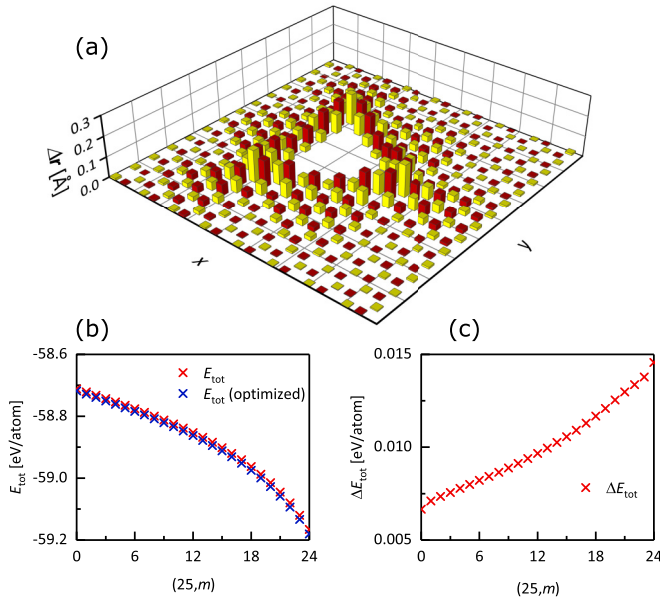 (a)
0.3
0.2
0.1
0.0
Δr [Å]
x
y
(b)
-58.6
-58.8
-59.0
-59.2
E_tot [eV/atom]
E_tot
E_tot (optimized)
0 6 12 18 24
(25,m)
(c)
0.015
0.010
0.005
ΔE_tot [eV/atom]
ΔE_tot
0 6 12 18 24
(25,m)